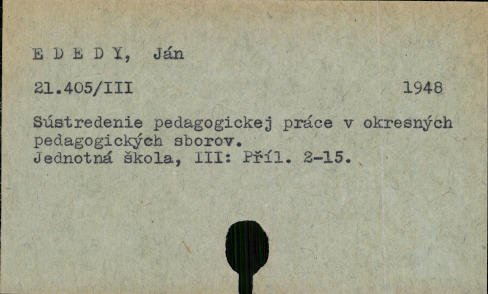 E D E D Y, Ján
21.405/III 1948
Sústredenie pedagogickej práce v okresných
pedagogických sborov.
Jednotná škola, III: Příl. 2-15.